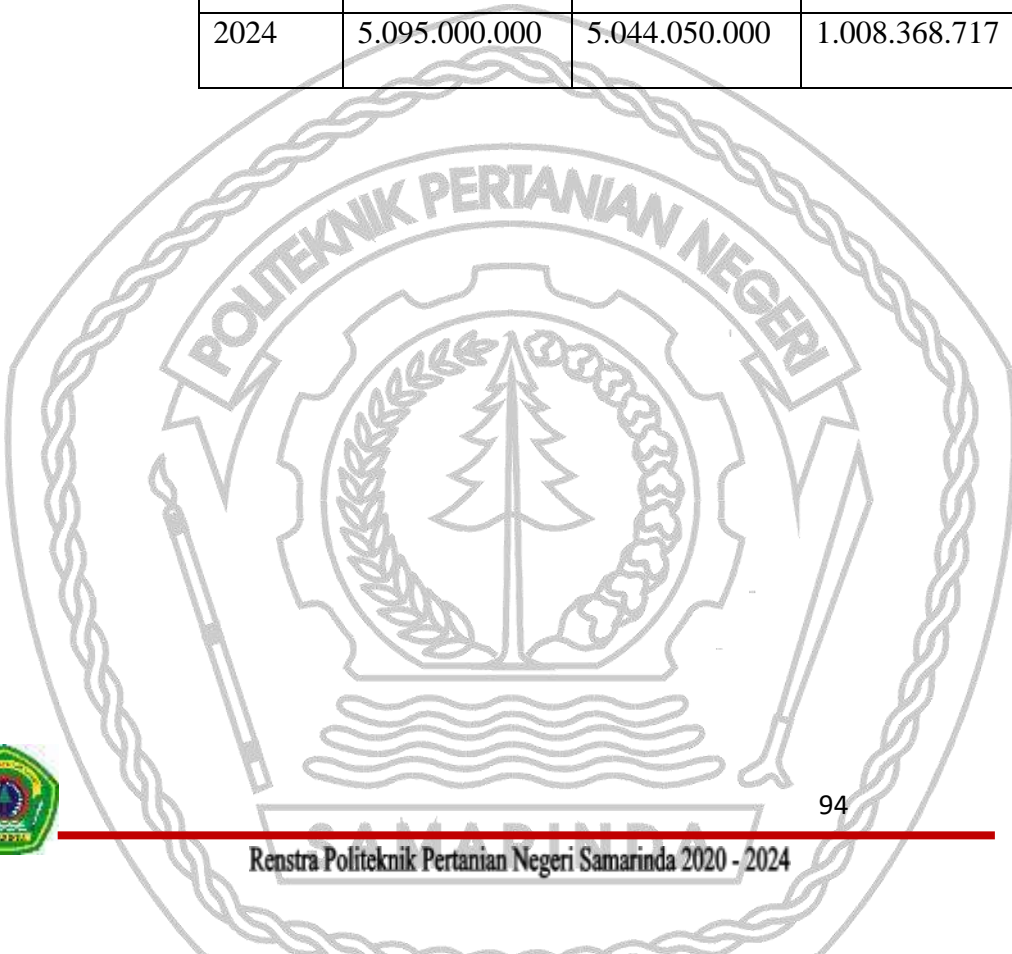 2024 5.095.000.000 5.044.050.000 1.008.368.717
POLITEKNIK PERTANIAN NEGERI
94
SAMARINDA
Renstra Politeknik Pertanian Negeri Samarinda 2020 - 2024